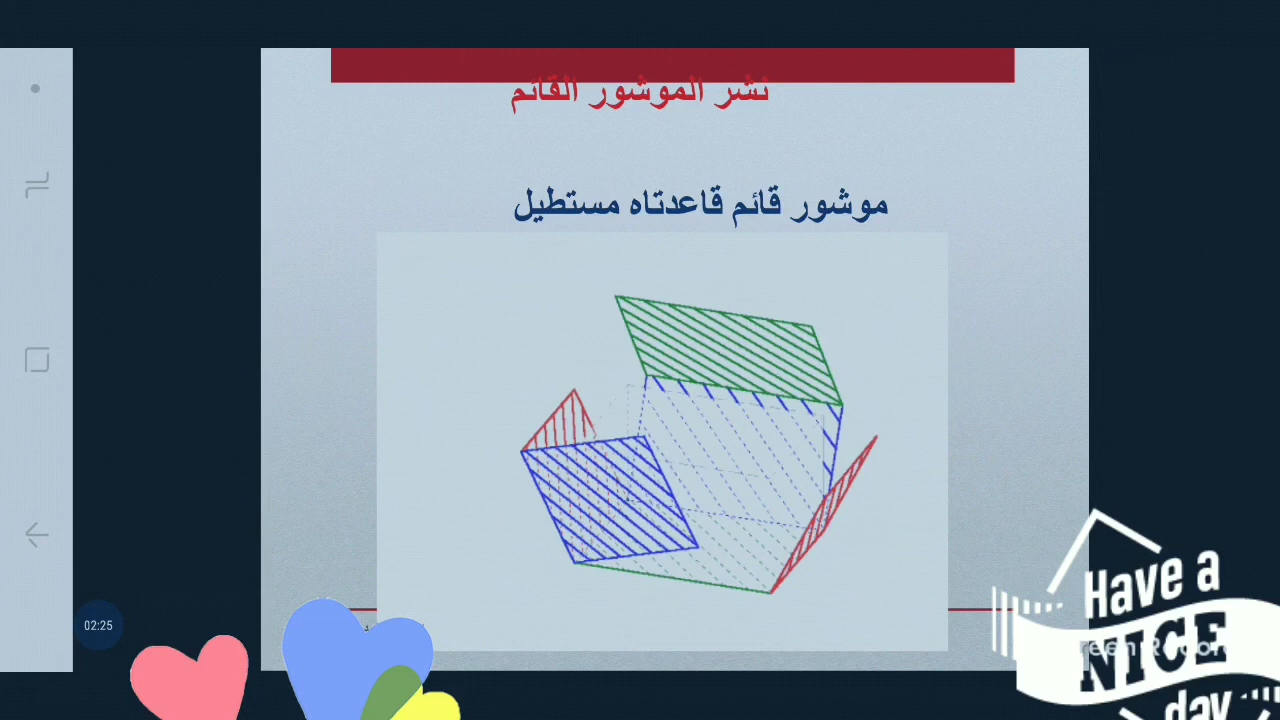 نشر الموشور القائم
موشور قائم قاعدتاه مستطيل
02:25
Have a
NICE
day